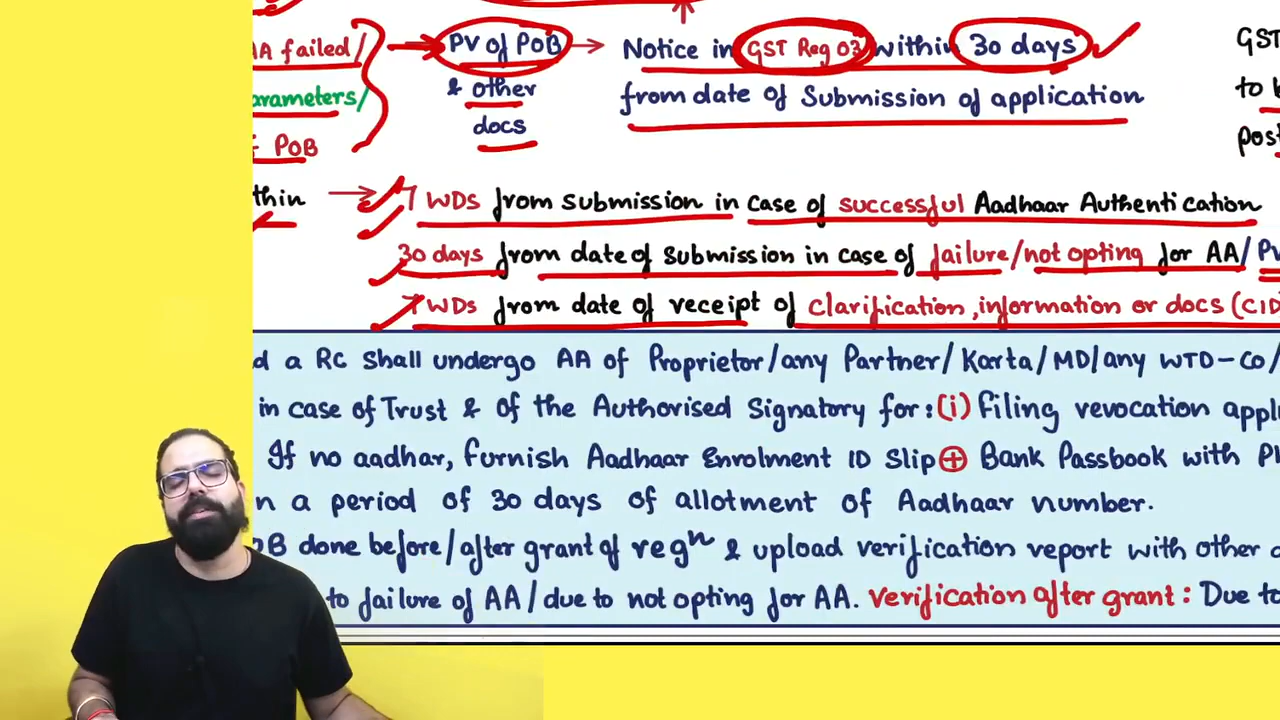 AA failed/ → PV of PoB → Notice in GST Reg 03 within 30 days
GST
arameters/ & other from date of Submission of application
to b
PoB docs
post
thin → 7 WDs from submission in case of successful Aadhaar Authentication
30 days from date of submission in case of failure/not opting for AA/PV
7 WDs from date of receipt of clarification, information or docs (CID
d a RC Shall undergo AA of Proprietor/any Partner/Karta/MD/any WTD-Co/
in case of Trust & of the Authorised Signatory for: (i) Filing revocation appl
If no aadhar, furnish Aadhaar Enrolment ID Slip ⊕ Bank Passbook with Ph
n a period of 30 days of allotment of Aadhaar number.
oB done before/after grant of regⁿ & upload verification report with other d
to failure of AA/due to not opting for AA. Verification after grant: Due to